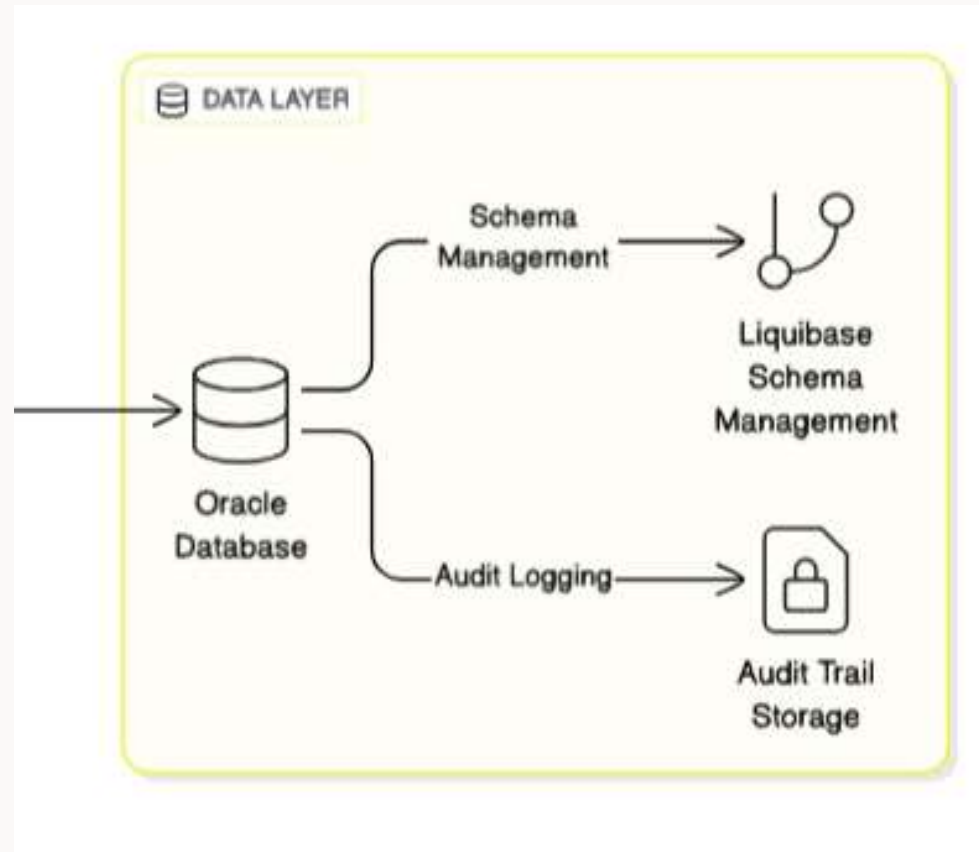 DATA LAYER
Schema
Management
Liquibase
Schema
Management
Oracle
Database
Audit Logging
Audit Trail
Storage